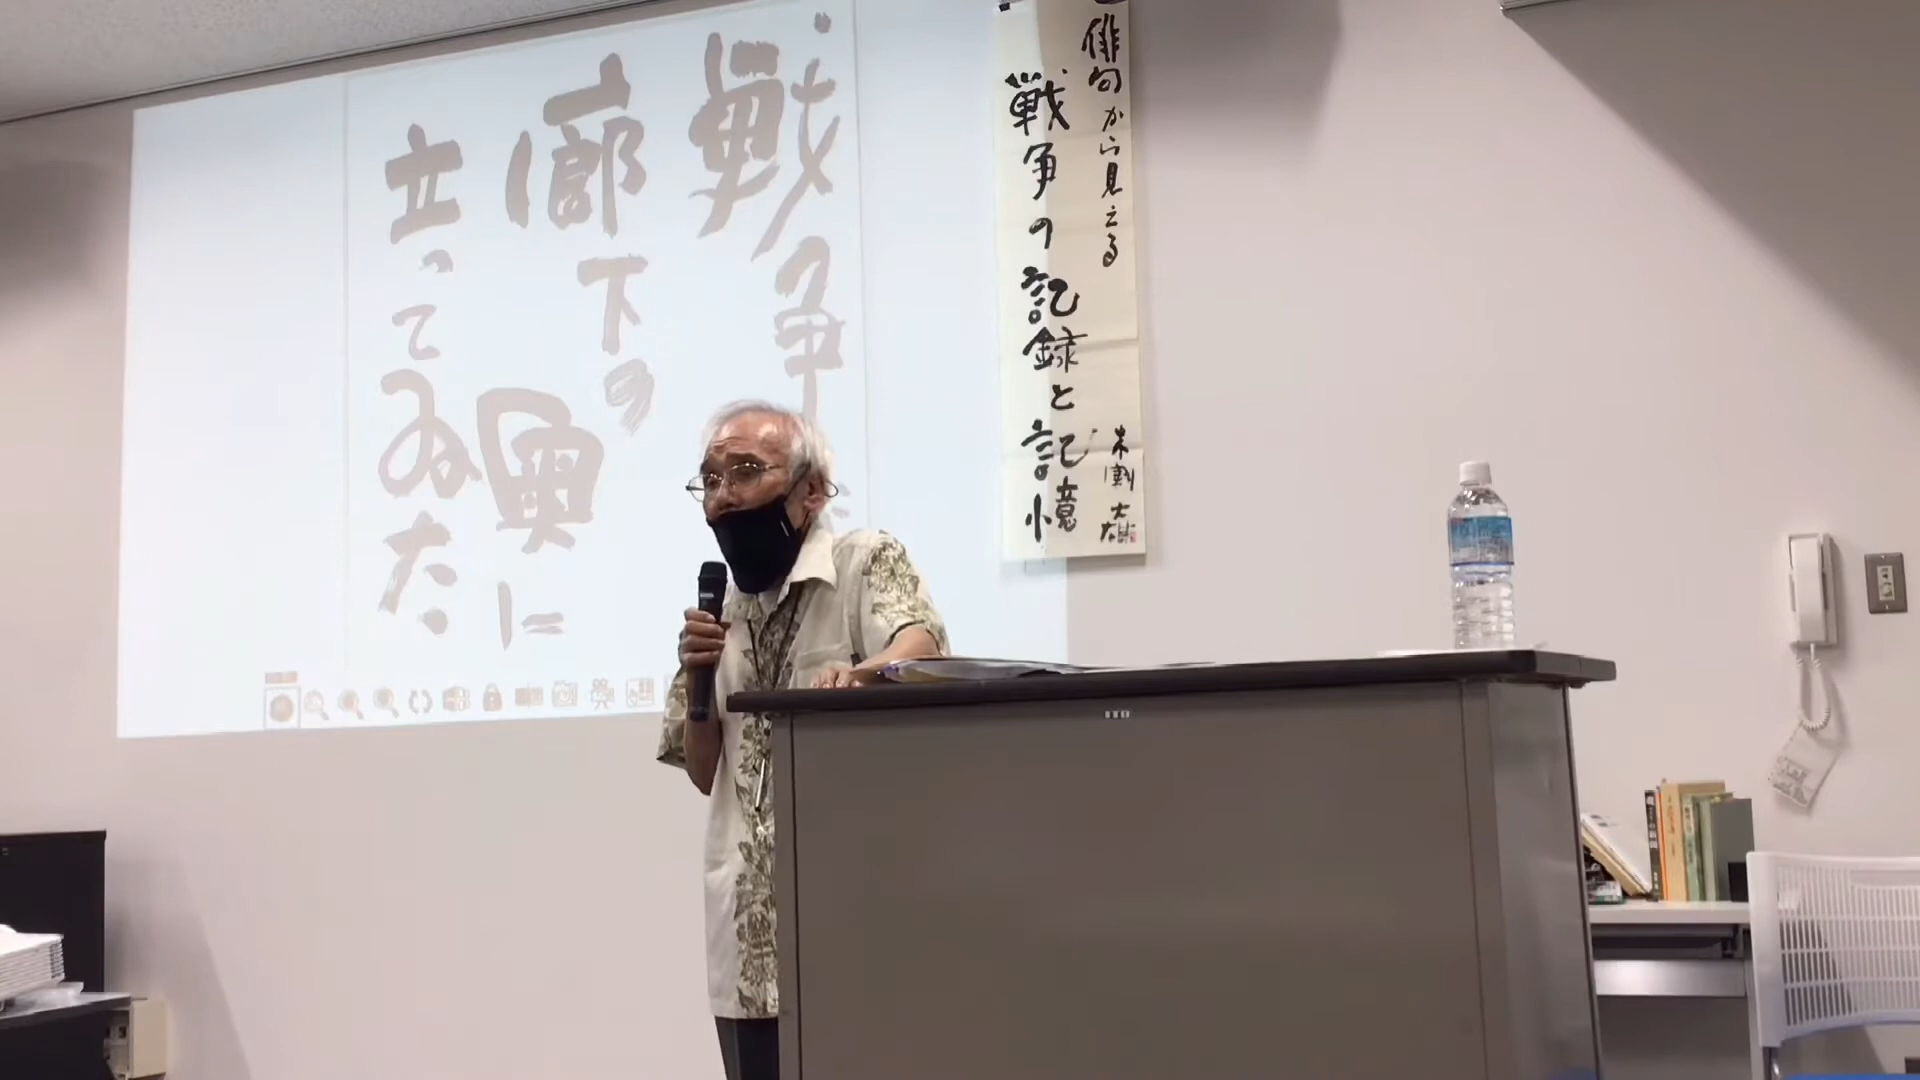 戦争
廊下の奥に
立ってゐた
俳句から見える
戦争の記録と記憶
木割大雄